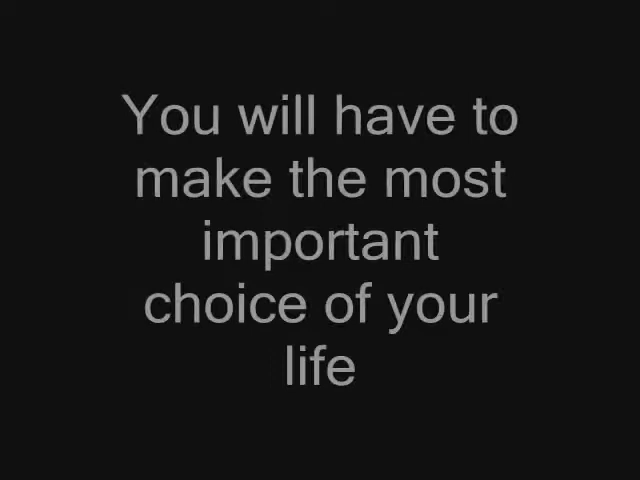 You will have to
make the most
important
choice of your
life